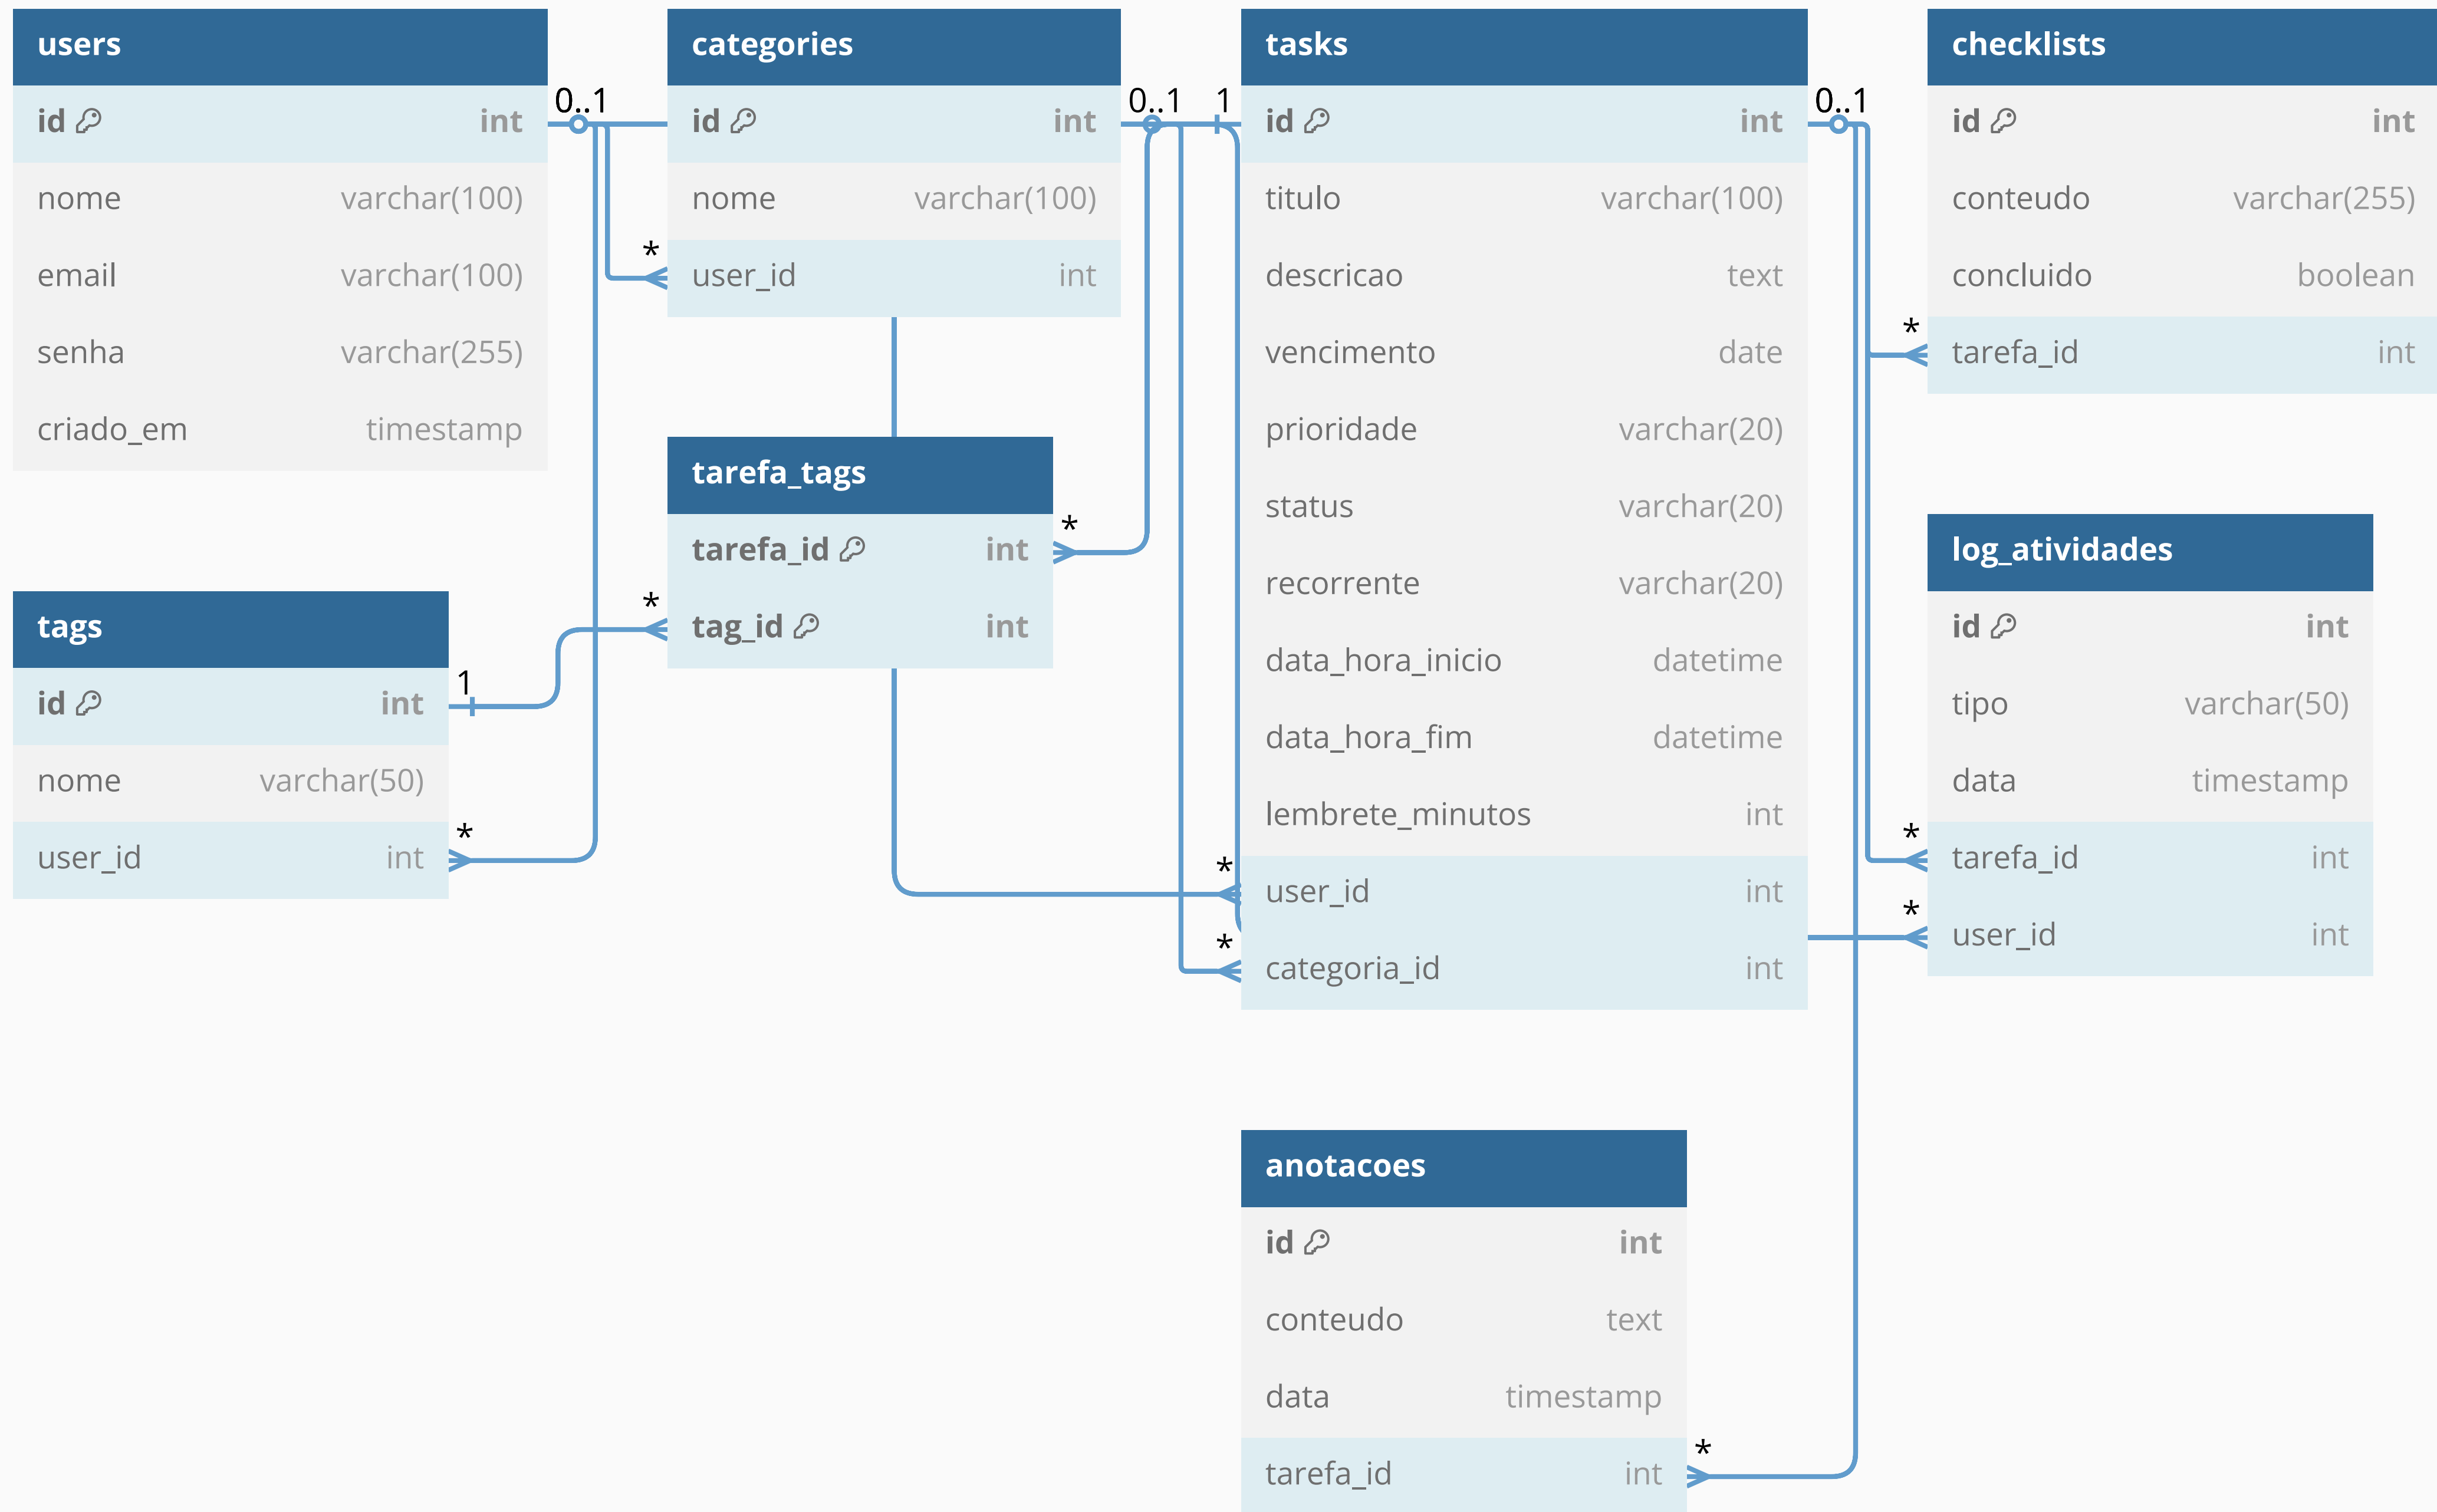 users
id int
nome varchar(100)
email varchar(100)
senha varchar(255)
criado_em timestamp
0..1
categories
id int
nome varchar(100)
* user_id int
0..1 1
tasks
id int
titulo varchar(100)
descricao text
vencimento date
prioridade varchar(20)
status varchar(20)
recorrente varchar(20)
data_hora_inicio datetime
data_hora_fim datetime
lembrete_minutos int
* user_id int
* categoria_id int
0..1
checklists
id int
conteudo varchar(255)
concluido boolean
* tarefa_id int
tarefa_tags
tarefa_id int *
* tag_id int
log_atividades
id int
tipo varchar(50)
data timestamp
* tarefa_id int
* user_id int
tags
id int 1
nome varchar(50)
user_id int *
anotacoes
id int
conteudo text
data timestamp
tarefa_id int *